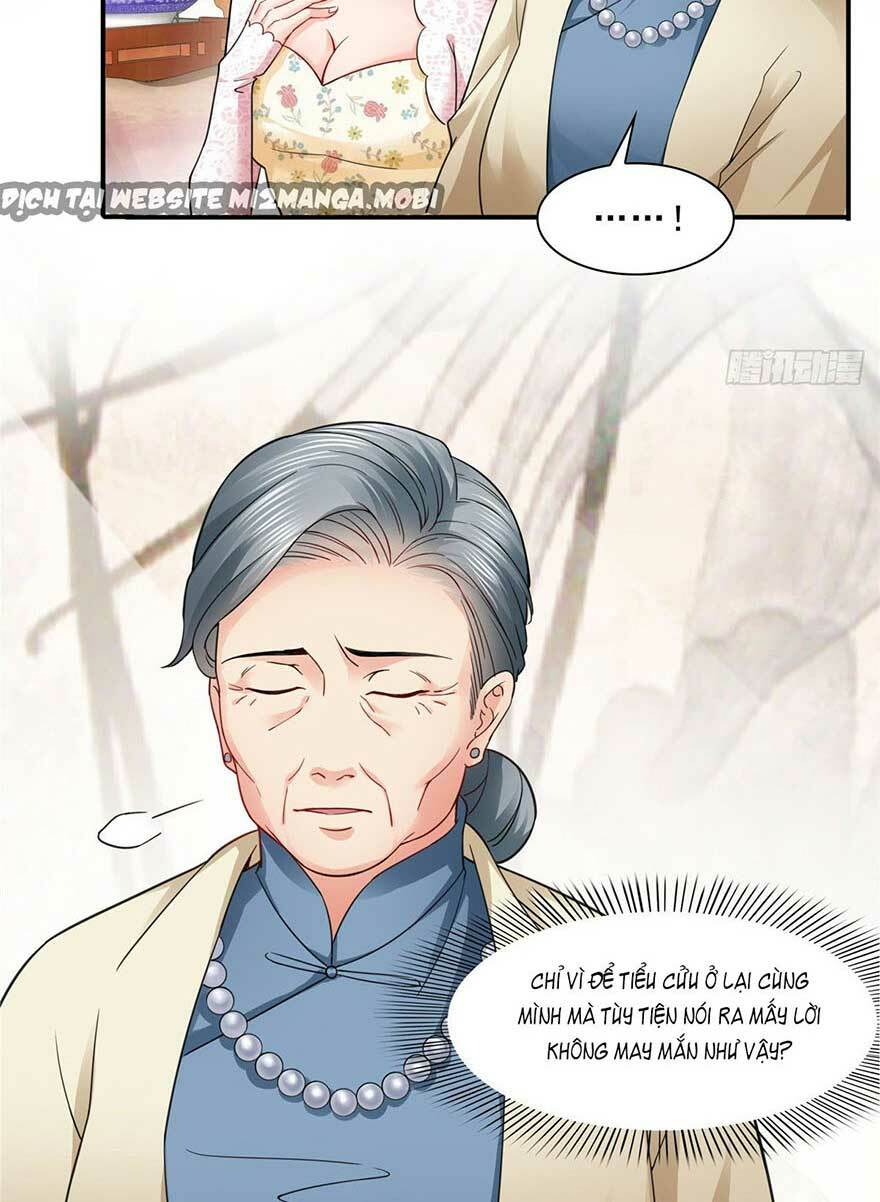 DỊCH TẠI WEBSITE MI2MANGA.MOBI
......!
腾讯动漫
CHỈ VÌ ĐỂ TIỂU CỬU Ở LẠI CÙNG
MÌNH MÀ TÙY TIỆN NÓI RA MẤY LỜI
KHÔNG MAY MẮN NHƯ VẬY?